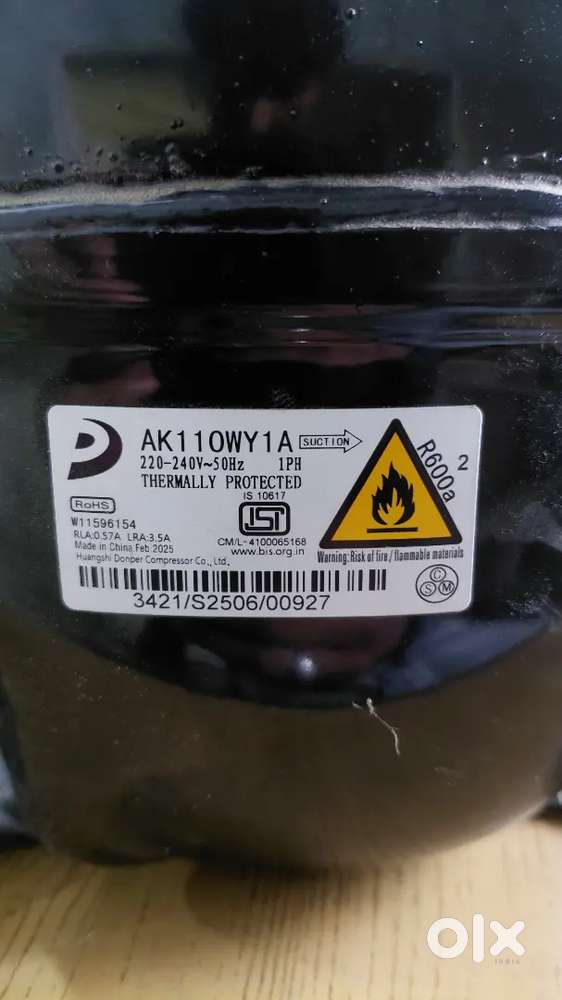 AK110WY1A SUCTION
220-240V~50Hz 1PH
THERMALLY PROTECTED
IS 10617
RoHS
ISI
W11596154
RLA:0.57A LRA:3.5A
Made in China.Feb.2025
Huangshi Donper Compressor Co., Ltd.
CM/L-4100065168
www.bis.org.in
R600a
2
Warning:Risk of fire / flammable materials
C
S M
3421/S2506/00927
olx
INDIA